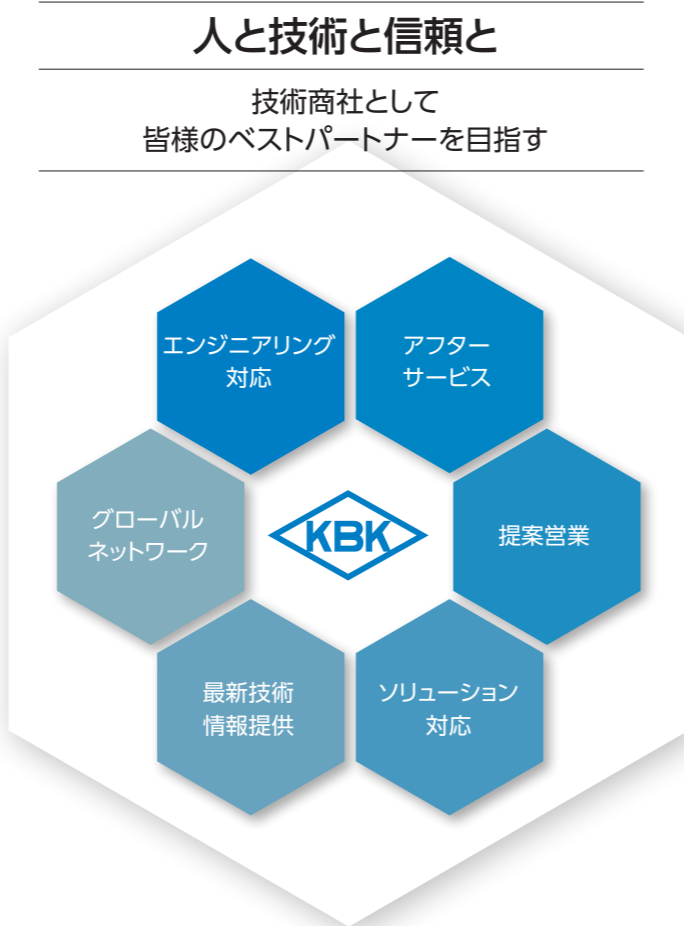 人と技術と信頼と
技術商社として
皆様のベストパートナーを目指す
エンジニアリング
対応
アフター
サービス
グローバル
ネットワーク
KBK
提案営業
最新技術
情報提供
ソリューション
対応